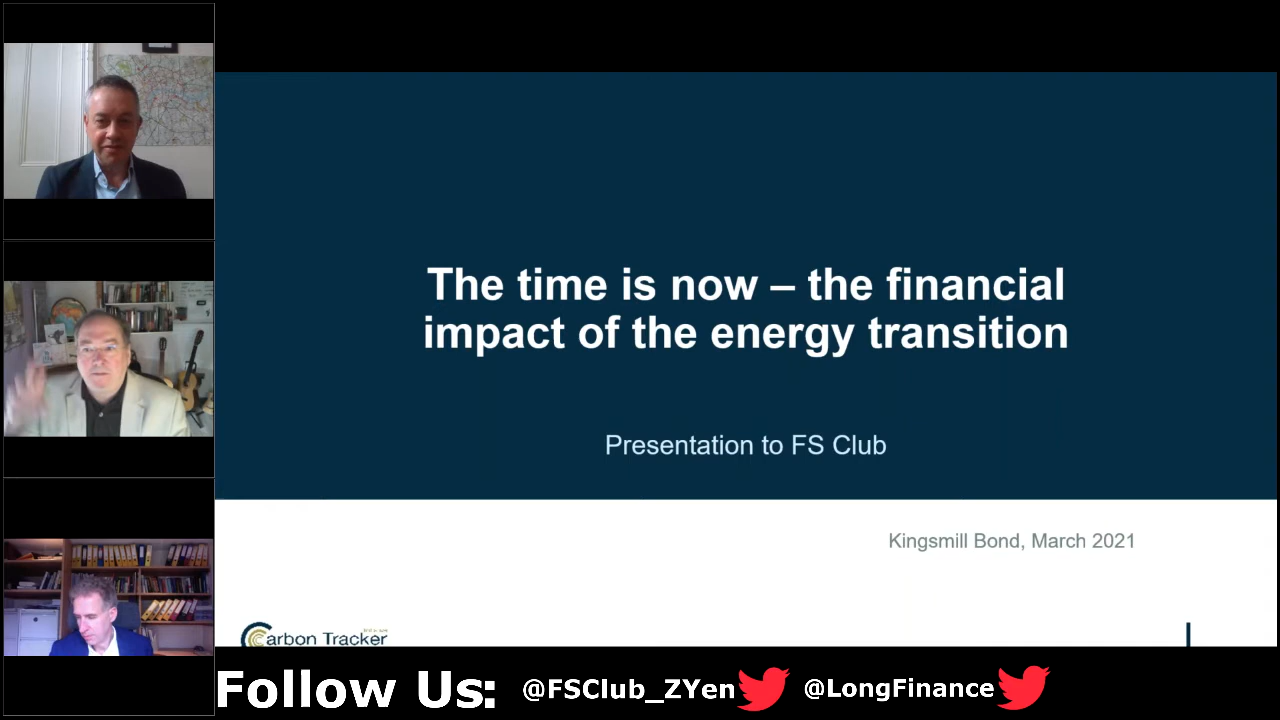 The time is now – the financial
impact of the energy transition
Presentation to FS Club
Kingsmill Bond, March 2021
Carbon Tracker
Follow Us: @FSClub_ZYen @LongFinance